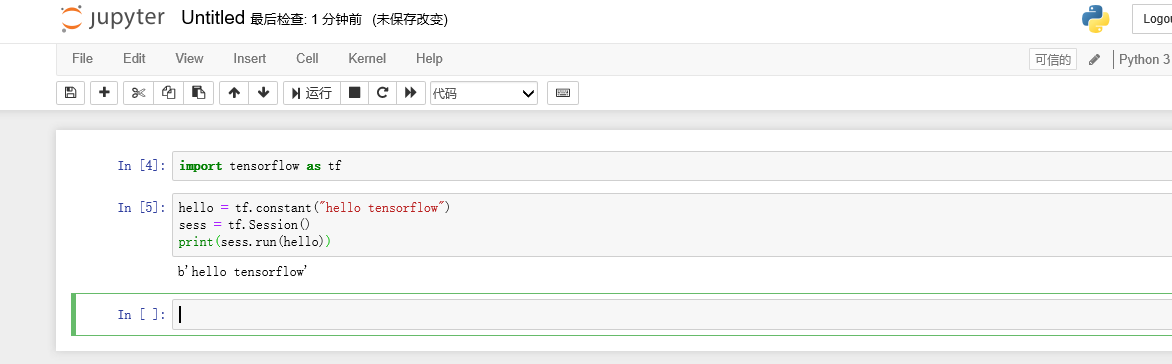 jupyter Untitled 最后检查: 1 分钟前 (未保存改变)
Logou
File Edit View Insert Cell Kernel Help 可信的 Python 3
运行 代码
In [4]: import tensorflow as tf
In [5]: hello = tf.constant("hello tensorflow")
sess = tf.Session()
print(sess.run(hello))
b'hello tensorflow'
In [ ]: